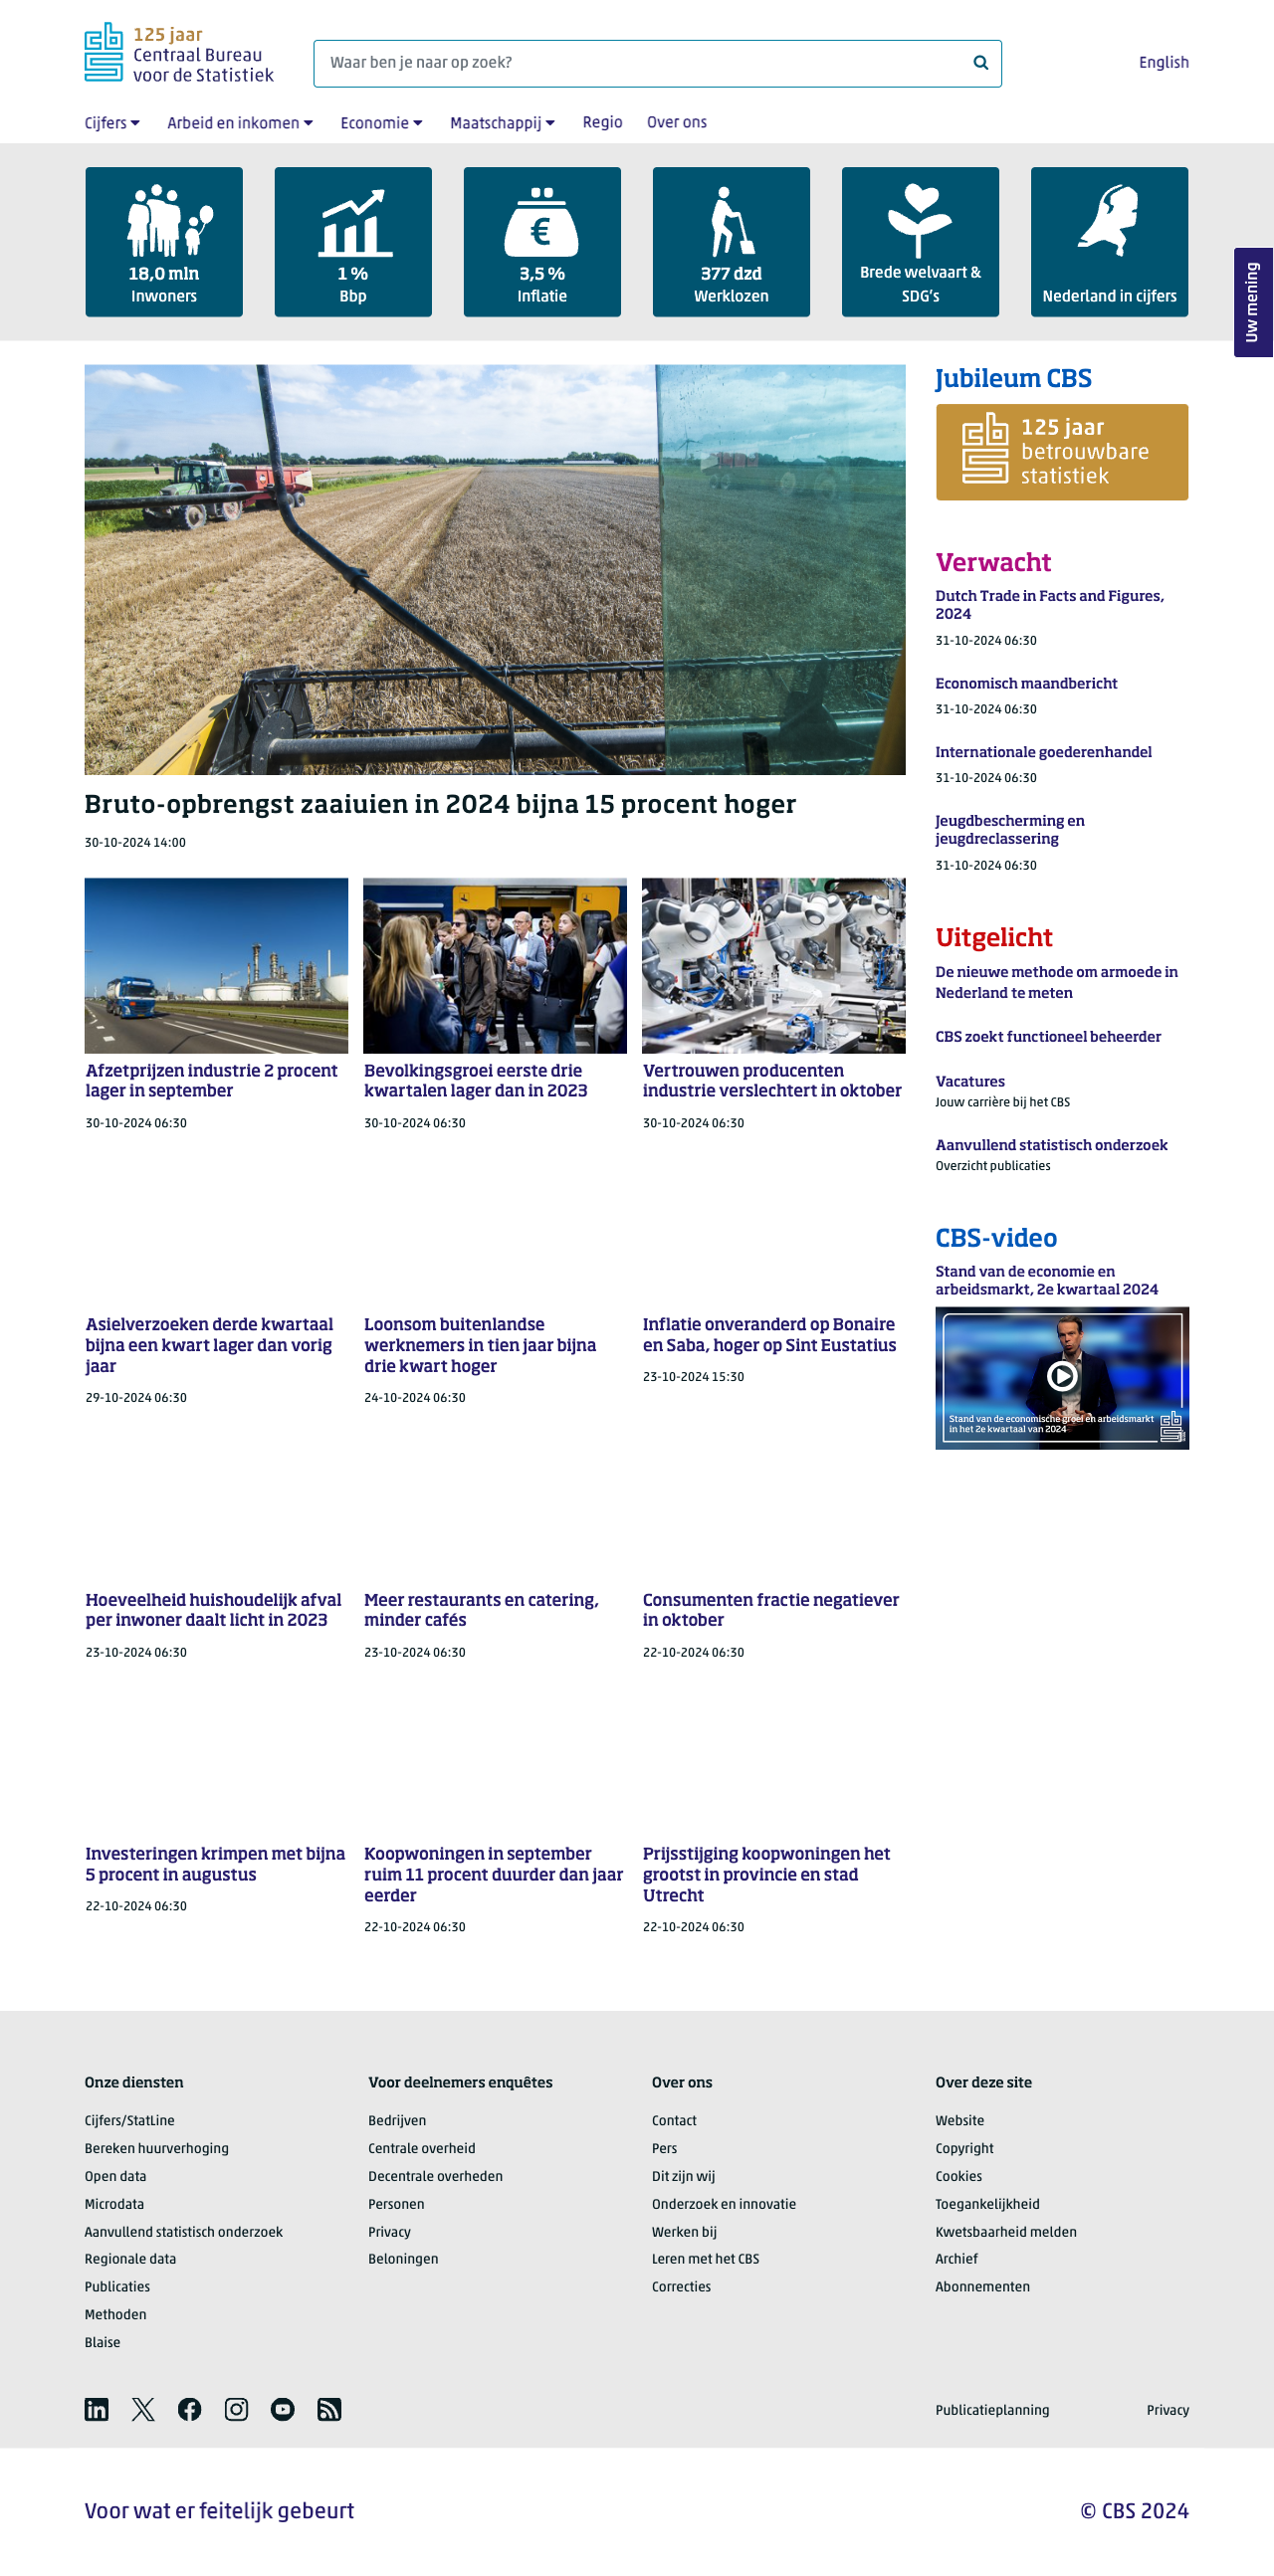 125 jaar
Centraal Bureau
voor de Statistiek
Waar ben je naar op zoek?
English
Cijfers
Arbeid en inkomen
Economie
Maatschappij
Regio
Over ons
18,0 mln
Inwoners
1 %
Bbp
€
3,5 %
Inflatie
377 dzd
Werklozen
Brede welvaart &
SDG's
Nederland in cijfers
Uw mening
Bruto-opbrengst zaaiuien in 2024 bijna 15 procent hoger
30-10-2024 14:00
Afzetprijzen industrie 2 procent
lager in september
30-10-2024 06:30
Bevolkingsgroei eerste drie
kwartalen lager dan in 2023
30-10-2024 06:30
Vertrouwen producenten
industrie verslechtert in oktober
30-10-2024 06:30
Asielverzoeken derde kwartaal
bijna een kwart lager dan vorig
jaar
29-10-2024 06:30
Loonsom buitenlandse
werknemers in tien jaar bijna
drie kwart hoger
24-10-2024 06:30
Inflatie onveranderd op Bonaire
en Saba, hoger op Sint Eustatius
23-10-2024 15:30
Hoeveelheid huishoudelijk afval
per inwoner daalt licht in 2023
23-10-2024 06:30
Meer restaurants en catering,
minder cafés
23-10-2024 06:30
Consumenten fractie negatiever
in oktober
22-10-2024 06:30
Investeringen krimpen met bijna
5 procent in augustus
22-10-2024 06:30
Koopwoningen in september
ruim 11 procent duurder dan jaar
eerder
22-10-2024 06:30
Prijsstijging koopwoningen het
grootst in provincie en stad
Utrecht
22-10-2024 06:30
Jubileum CBS
125 jaar
betrouwbare
statistiek
Verwacht
Dutch Trade in Facts and Figures,
2024
31-10-2024 06:30
Economisch maandbericht
31-10-2024 06:30
Internationale goederenhandel
31-10-2024 06:30
Jeugdbescherming en
jeugdreclassering
31-10-2024 06:30
Uitgelicht
De nieuwe methode om armoede in
Nederland te meten
CBS zoekt functioneel beheerder
Vacatures
Jouw carrière bij het CBS
Aanvullend statistisch onderzoek
Overzicht publicaties
CBS-video
Stand van de economie en
arbeidsmarkt, 2e kwartaal 2024
Stand van de economische groei en arbeidsmarkt
in het 2e kwartaal van 2024
Onze diensten
Cijfers/StatLine
Bereken huurverhoging
Open data
Microdata
Aanvullend statistisch onderzoek
Regionale data
Publicaties
Methoden
Blaise
Voor deelnemers enquêtes
Bedrijven
Centrale overheid
Decentrale overheden
Personen
Privacy
Beloningen
Over ons
Contact
Pers
Dit zijn wij
Onderzoek en innovatie
Werken bij
Leren met het CBS
Correcties
Over deze site
Website
Copyright
Cookies
Toegankelijkheid
Kwetsbaarheid melden
Archief
Abonnementen
Publicatieplanning
Privacy
Voor wat er feitelijk gebeurt
© CBS 2024